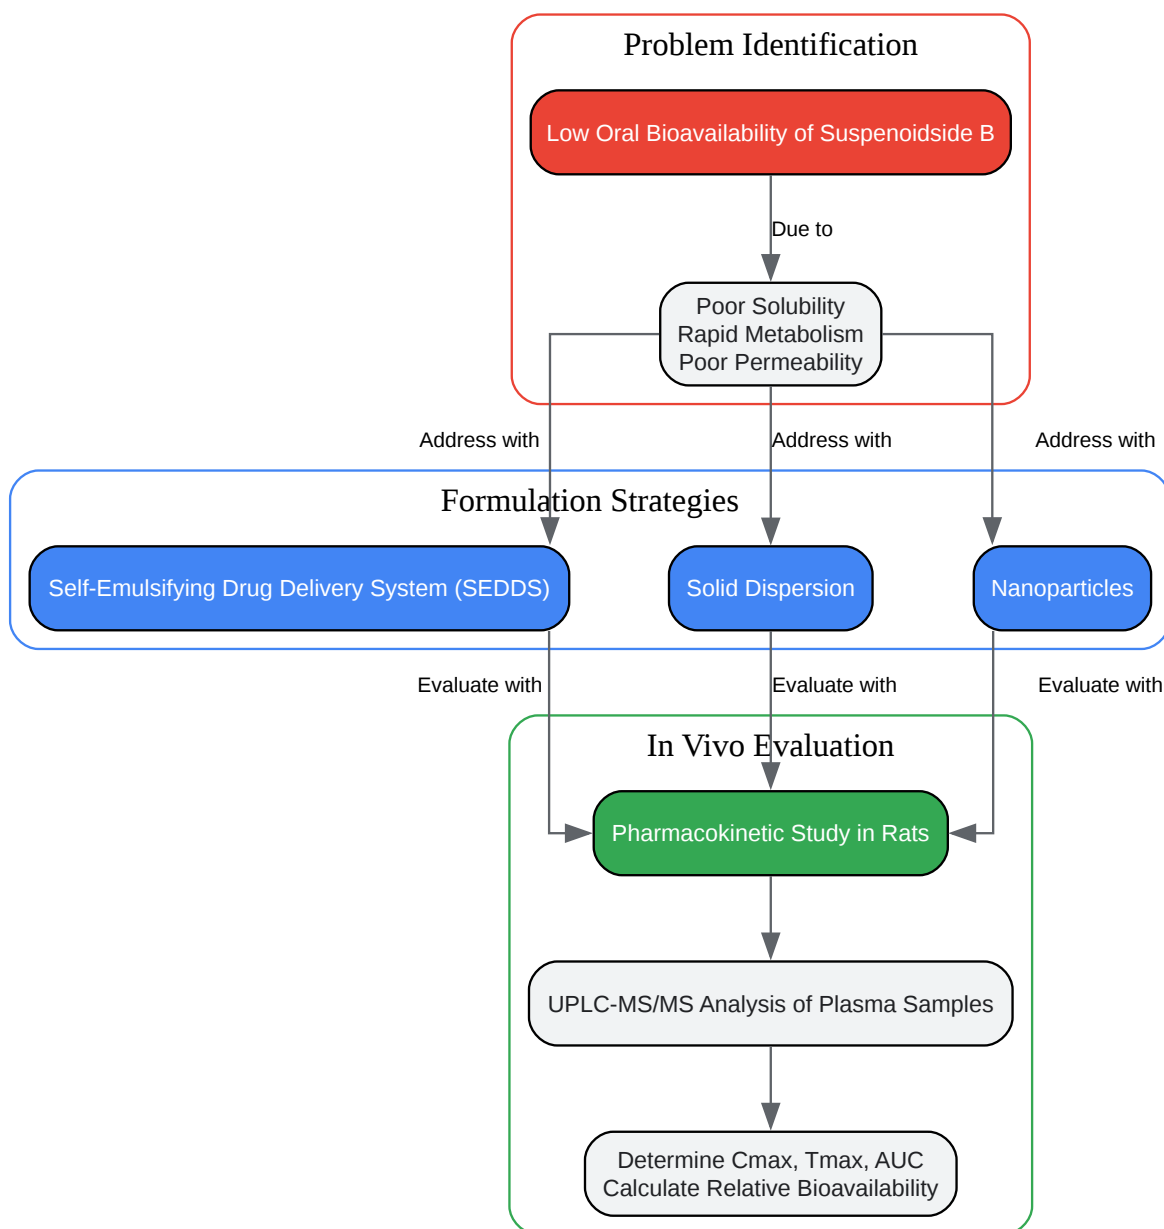 Problem Identification
Low Oral Bioavailability of Suspenoidside B
Due to
Poor Solubility
Rapid Metabolism
Poor Permeability
Address with
Address with
Address with
Formulation Strategies
Self-Emulsifying Drug Delivery System (SEDDS)
Solid Dispersion
Nanoparticles
Evaluate with
Evaluate with
Evaluate with
In Vivo Evaluation
Pharmacokinetic Study in Rats
UPLC-MS/MS Analysis of Plasma Samples
Determine Cmax, Tmax, AUC
Calculate Relative Bioavailability